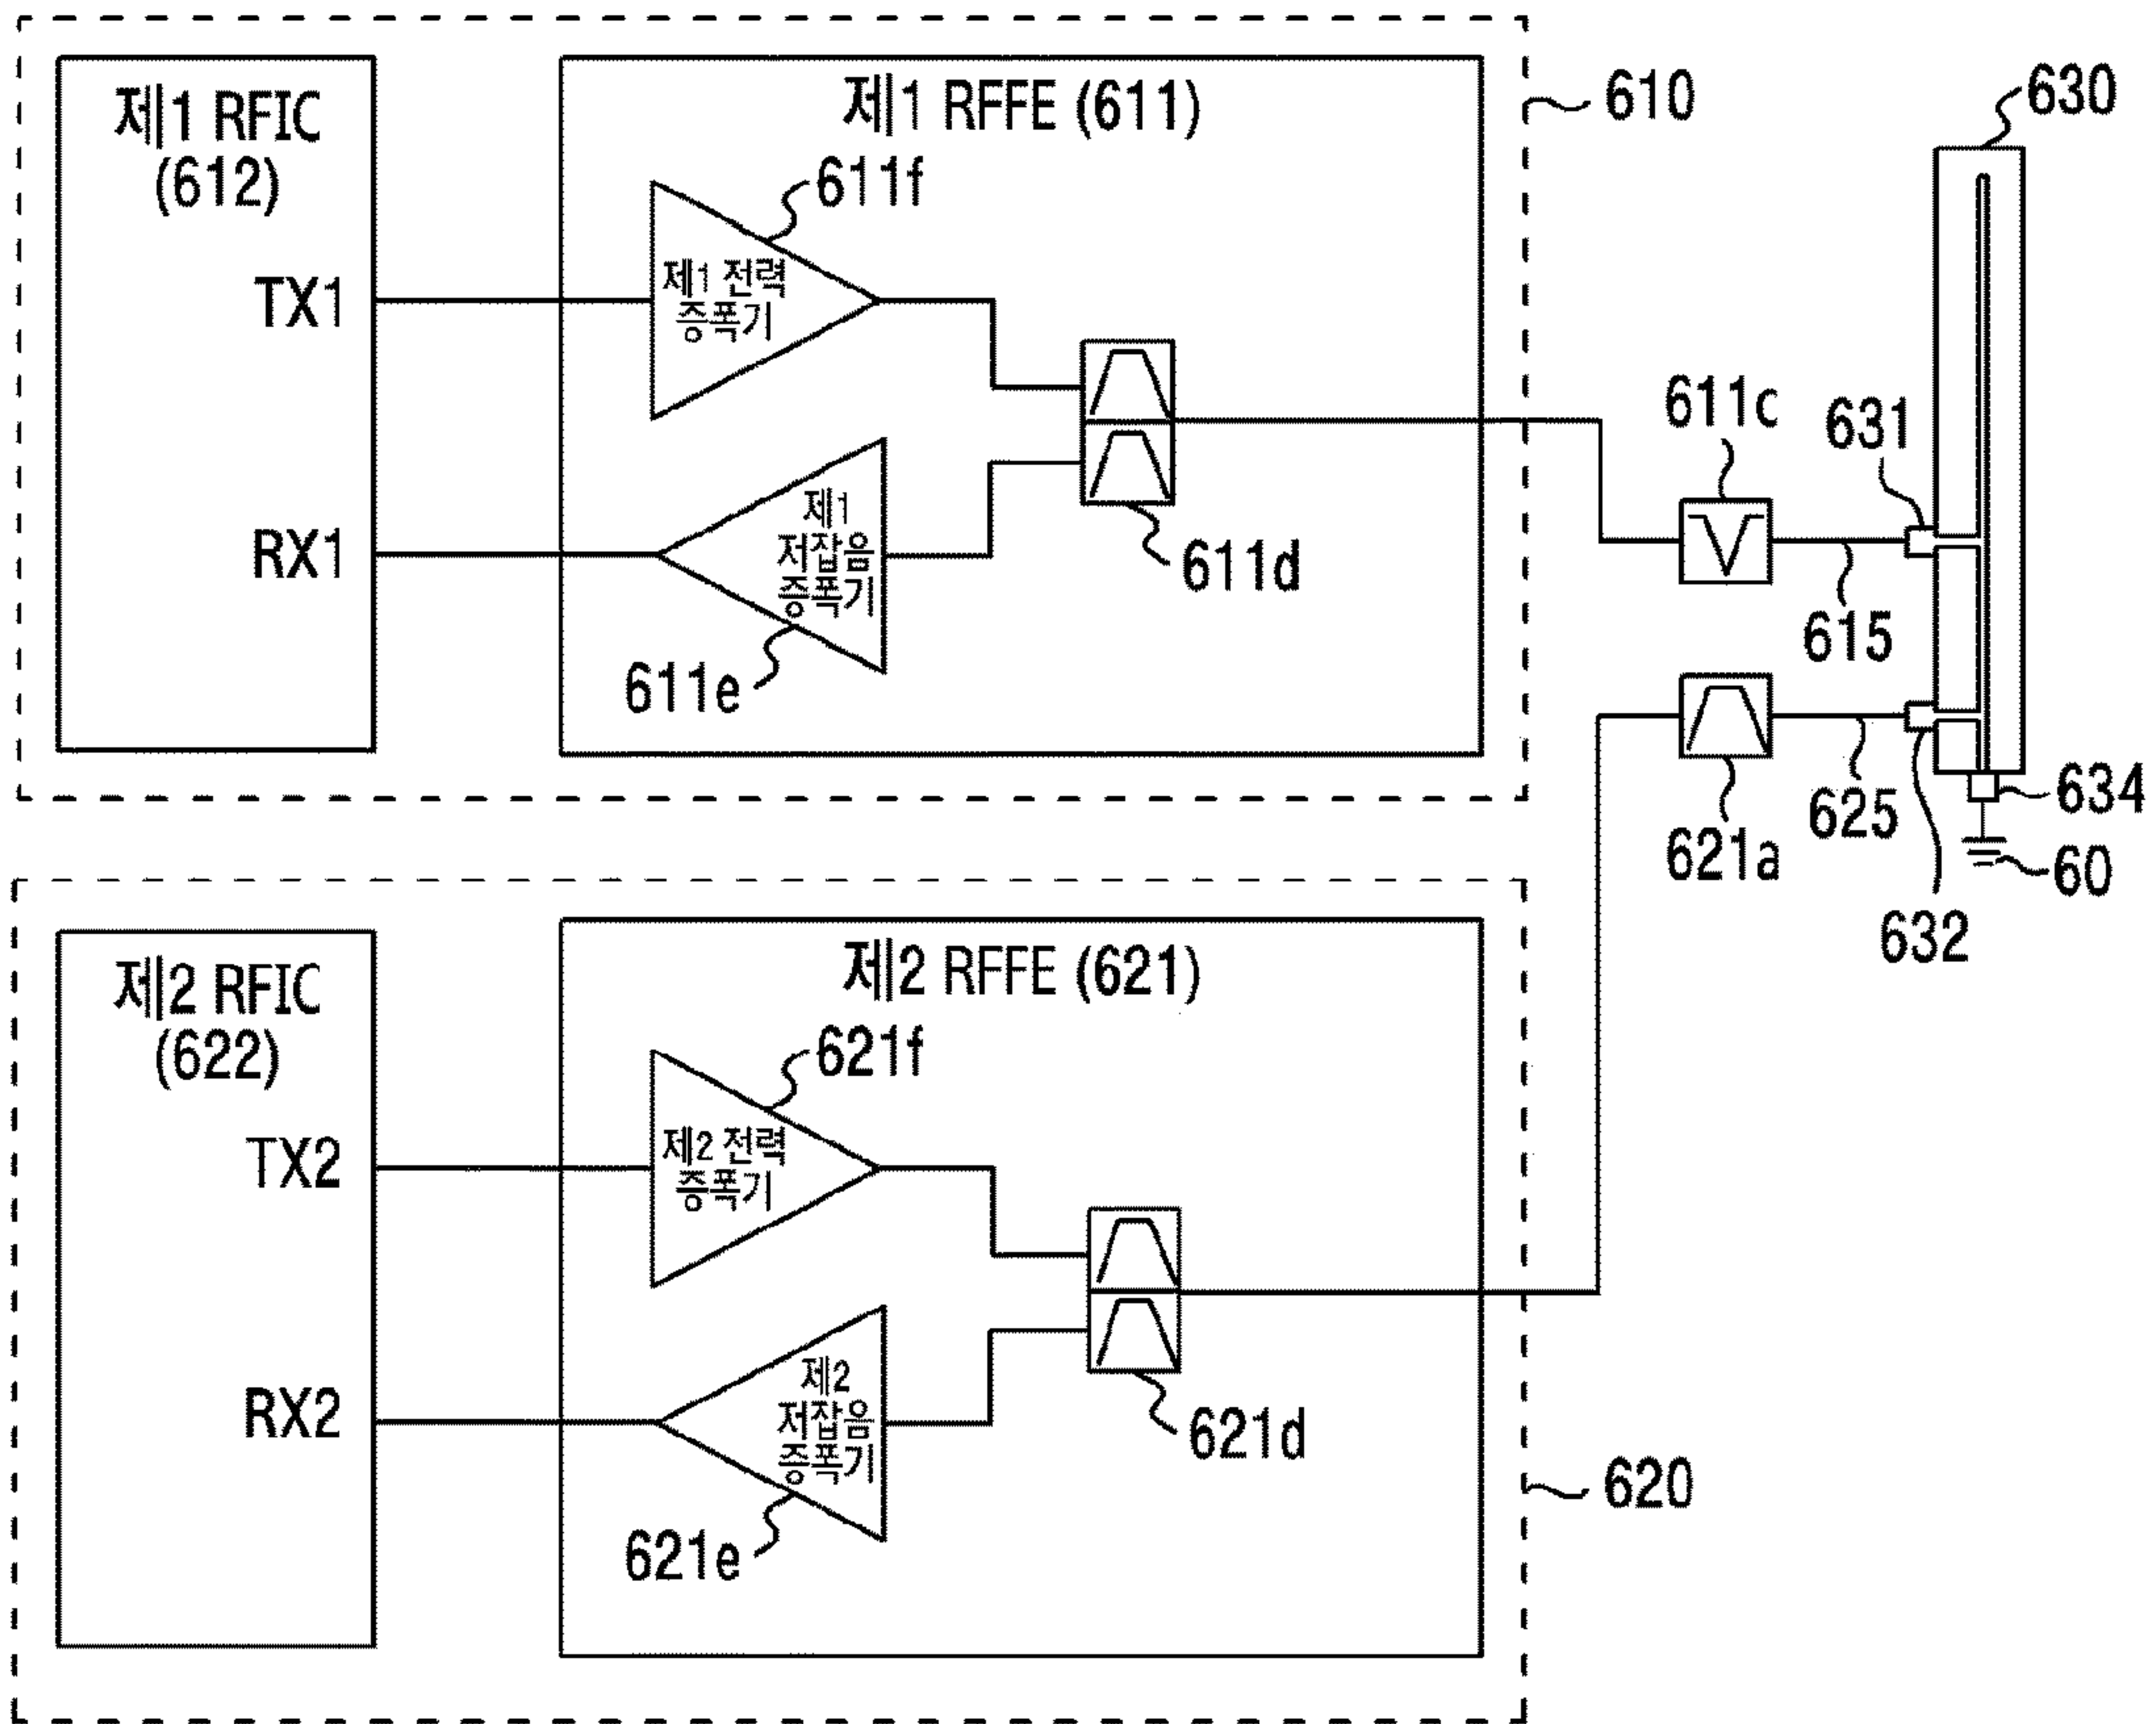 제1 RFIC
(612)
TX1
RX1
제1 RFFE (611)
611f
제1 전력
증폭기
제1
저잡음
증폭기
611e
611d
610
630
611c
631
615
621a
625
634
60
632
제2 RFIC
(622)
TX2
RX2
제2 RFFE (621)
621f
제2 전력
증폭기
제2
저잡음
증폭기
621e
621d
620